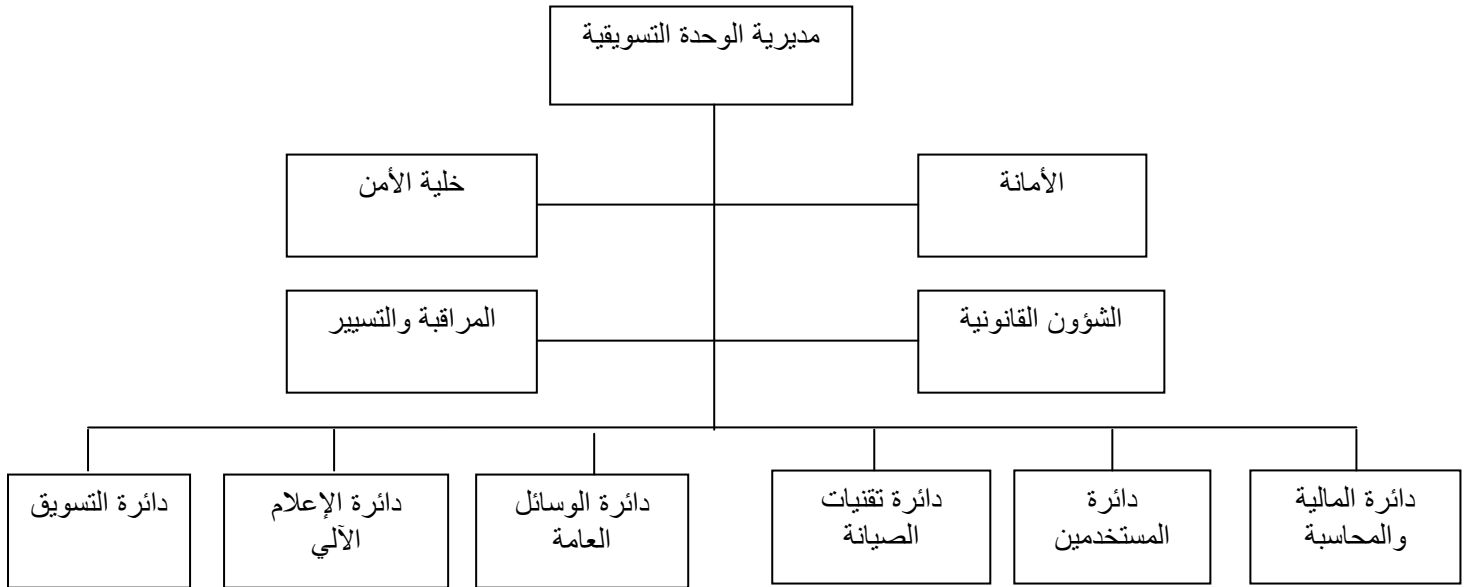 مديرية الوحدة التسويقية
الأمانة
خلية الأمن
الشؤون القانونية
المراقبة والتسيير
دائرة المالية
والمحاسبة
دائرة
المستخدمين
دائرة تقنيات
الصيانة
دائرة الوسائل
العامة
دائرة الإعلام
الآلي
دائرة التسويق